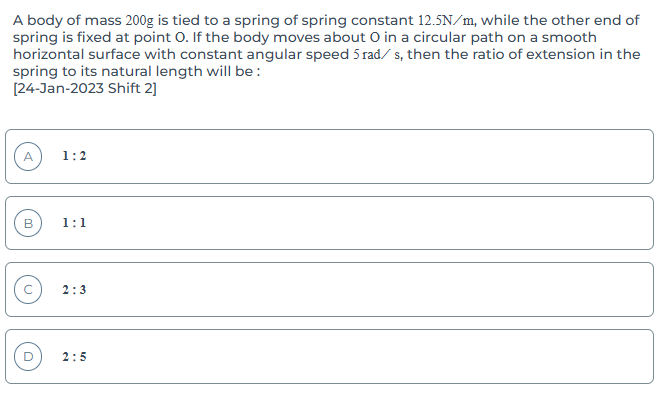 A body of mass 200g is tied to a spring of spring constant 12.5N/m, while the other end of
spring is fixed at point O. If the body moves about O in a circular path on a smooth
horizontal surface with constant angular speed 5 rad/ s, then the ratio of extension in the
spring to its natural length will be :
[24-Jan-2023 Shift 2]
A 1 : 2
B 1 : 1
C 2 : 3
D 2 : 5